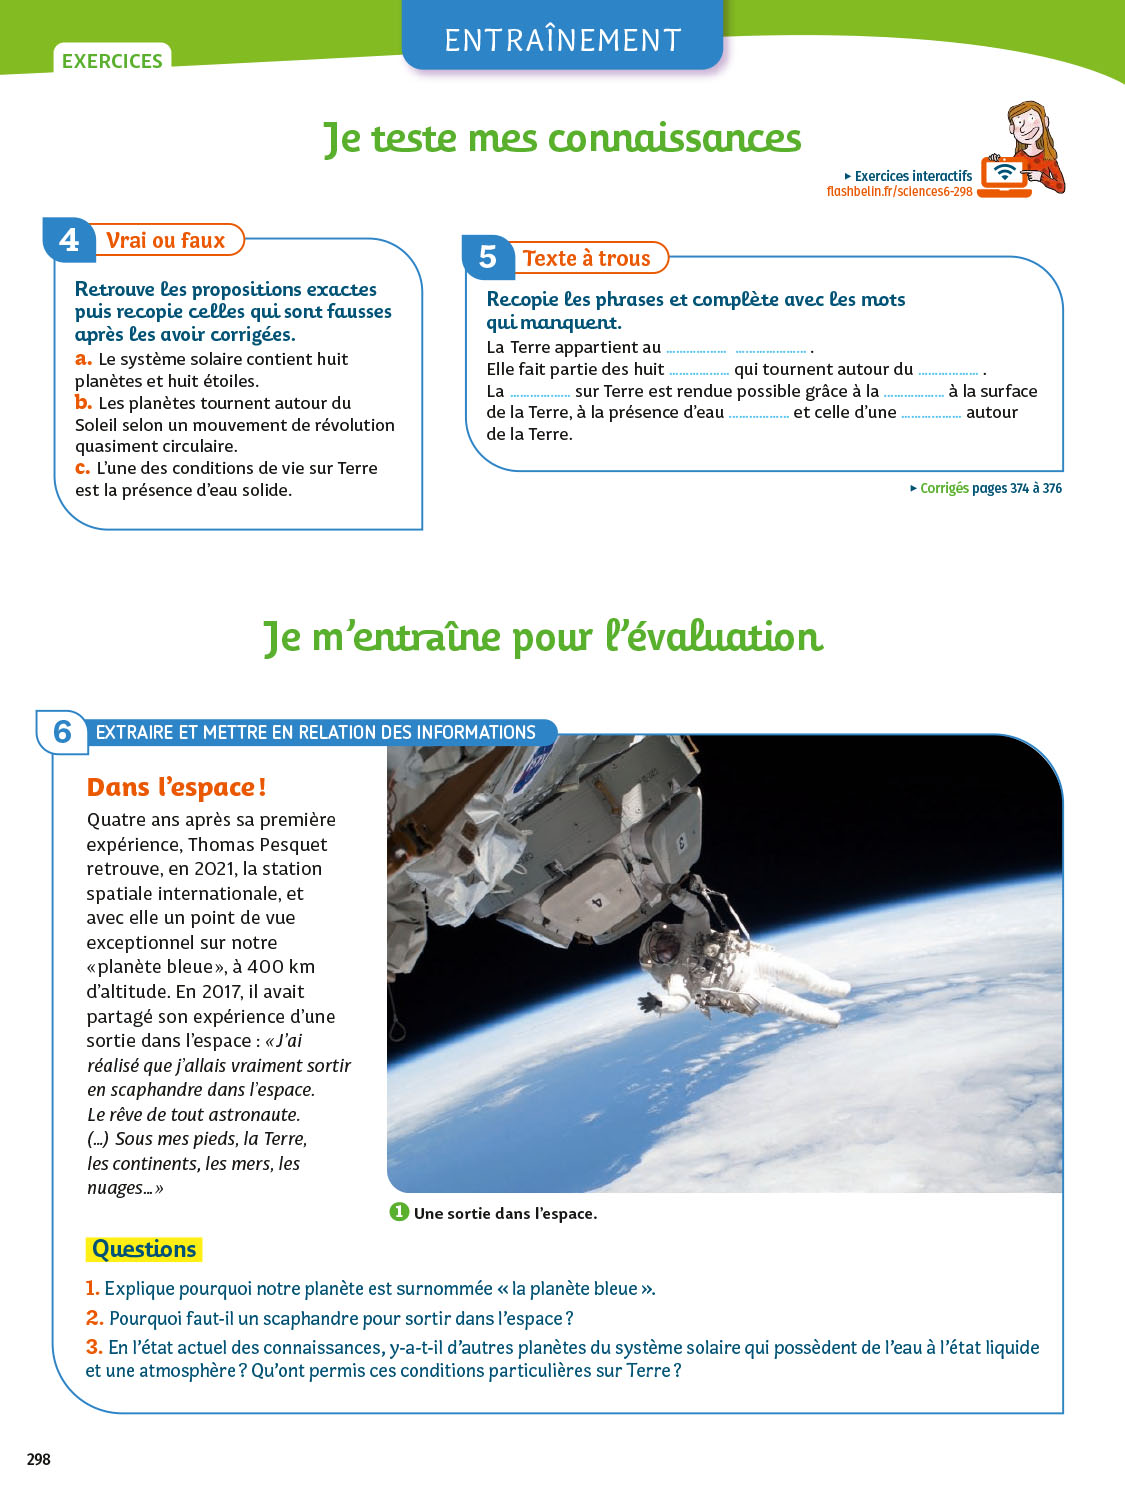 EXERCICES
ENTRAÎNEMENT
Je teste mes connaissances
▸ Exercices interactifs
flashbelin.fr/sciences6-298
4 Vrai ou faux
Retrouve les propositions exactes
puis recopie celles qui sont fausses
après les avoir corrigées.
a. Le système solaire contient huit
planètes et huit étoiles.
b. Les planètes tournent autour du
Soleil selon un mouvement de révolution
quasiment circulaire.
c. L’une des conditions de vie sur Terre
est la présence d’eau solide.
5 Texte à trous
Recopie les phrases et complète avec les mots
qui manquent.
La Terre appartient au .................. ..................... .
Elle fait partie des huit .................. qui tournent autour du .................. .
La .................. sur Terre est rendue possible grâce à la .................. à la surface
de la Terre, à la présence d’eau .................. et celle d’une .................. autour
de la Terre.
▸ Corrigés pages 374 à 376
Je m’entraîne pour l’évaluation
6 EXTRAIRE ET METTRE EN RELATION DES INFORMATIONS
Dans l’espace !
Quatre ans après sa première
expérience, Thomas Pesquet
retrouve, en 2021, la station
spatiale internationale, et
avec elle un point de vue
exceptionnel sur notre
« planète bleue », à 400 km
d’altitude. En 2017, il avait
partagé son expérience d’une
sortie dans l’espace : « J’ai
réalisé que j’allais vraiment sortir
en scaphandre dans l’espace.
Le rêve de tout astronaute.
(...) Sous mes pieds, la Terre,
les continents, les mers, les
nuages... »
4
3
1 Une sortie dans l’espace.
Questions
1. Explique pourquoi notre planète est surnommée « la planète bleue ».
2. Pourquoi faut-il un scaphandre pour sortir dans l’espace ?
3. En l’état actuel des connaissances, y-a-t-il d’autres planètes du système solaire qui possèdent de l’eau à l’état liquide
et une atmosphère ? Qu’ont permis ces conditions particulières sur Terre ?
298